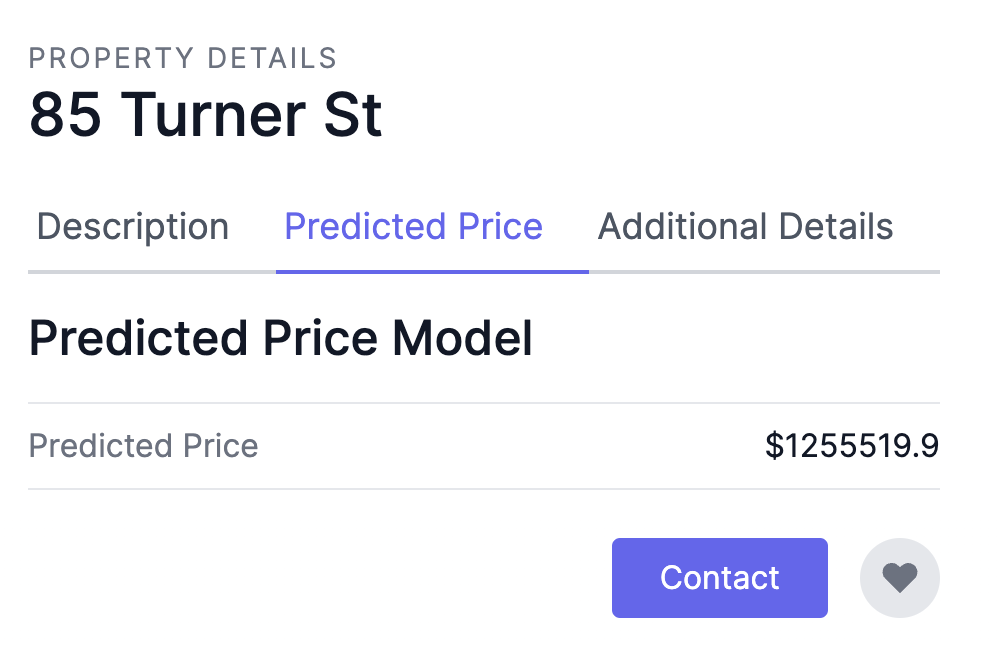 PROPERTY DETAILS
85 Turner St
Description Predicted Price Additional Details
Predicted Price Model
Predicted Price $1255519.9
Contact